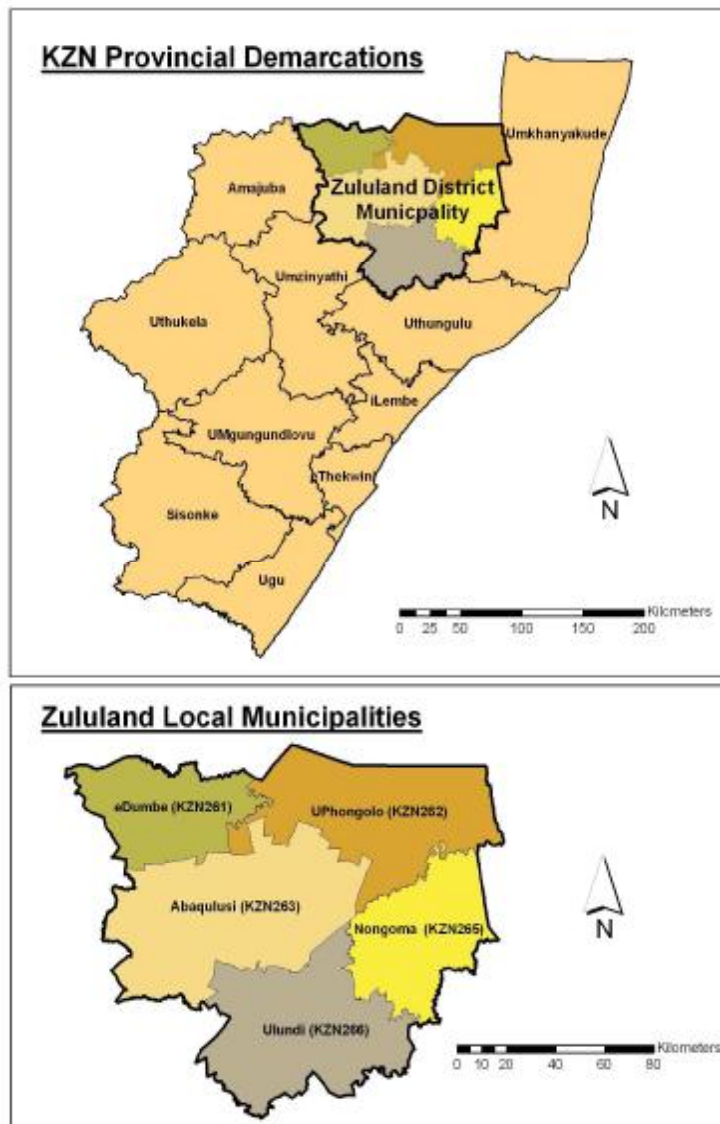 KZN Provincial Demarcations
Umkhanyakude
Amajuba
Zululand District
Municpality
Umzinyathi
Uthukela
Uthungulu
iLembe
UMgungundlovu
Thekwin
Sisonke
Ugu
N
Kilometers
0 25 50 100 150 200
Zululand Local Municipalities
eDumbe (KZN261)
UPhongolo (KZN262)
Abaqulusi (KZN263)
Nongoma (KZN265)
N
Ulundi (KZN266)
Kilometers
0 10 20 40 60 80